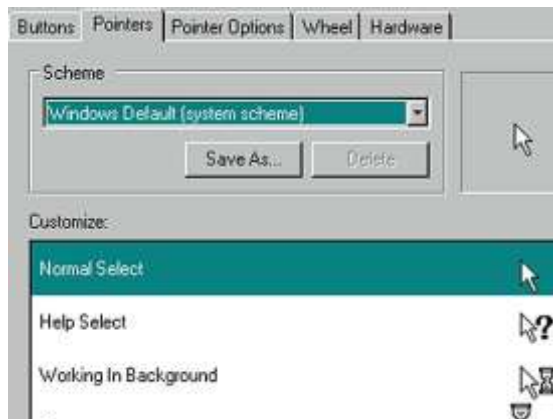 Buttons Pointers Pointer Options Wheel Hardware
Scheme
Windows Default (system scheme)
Save As... Delete
Customize:
Normal Select
Help Select
Working In Background